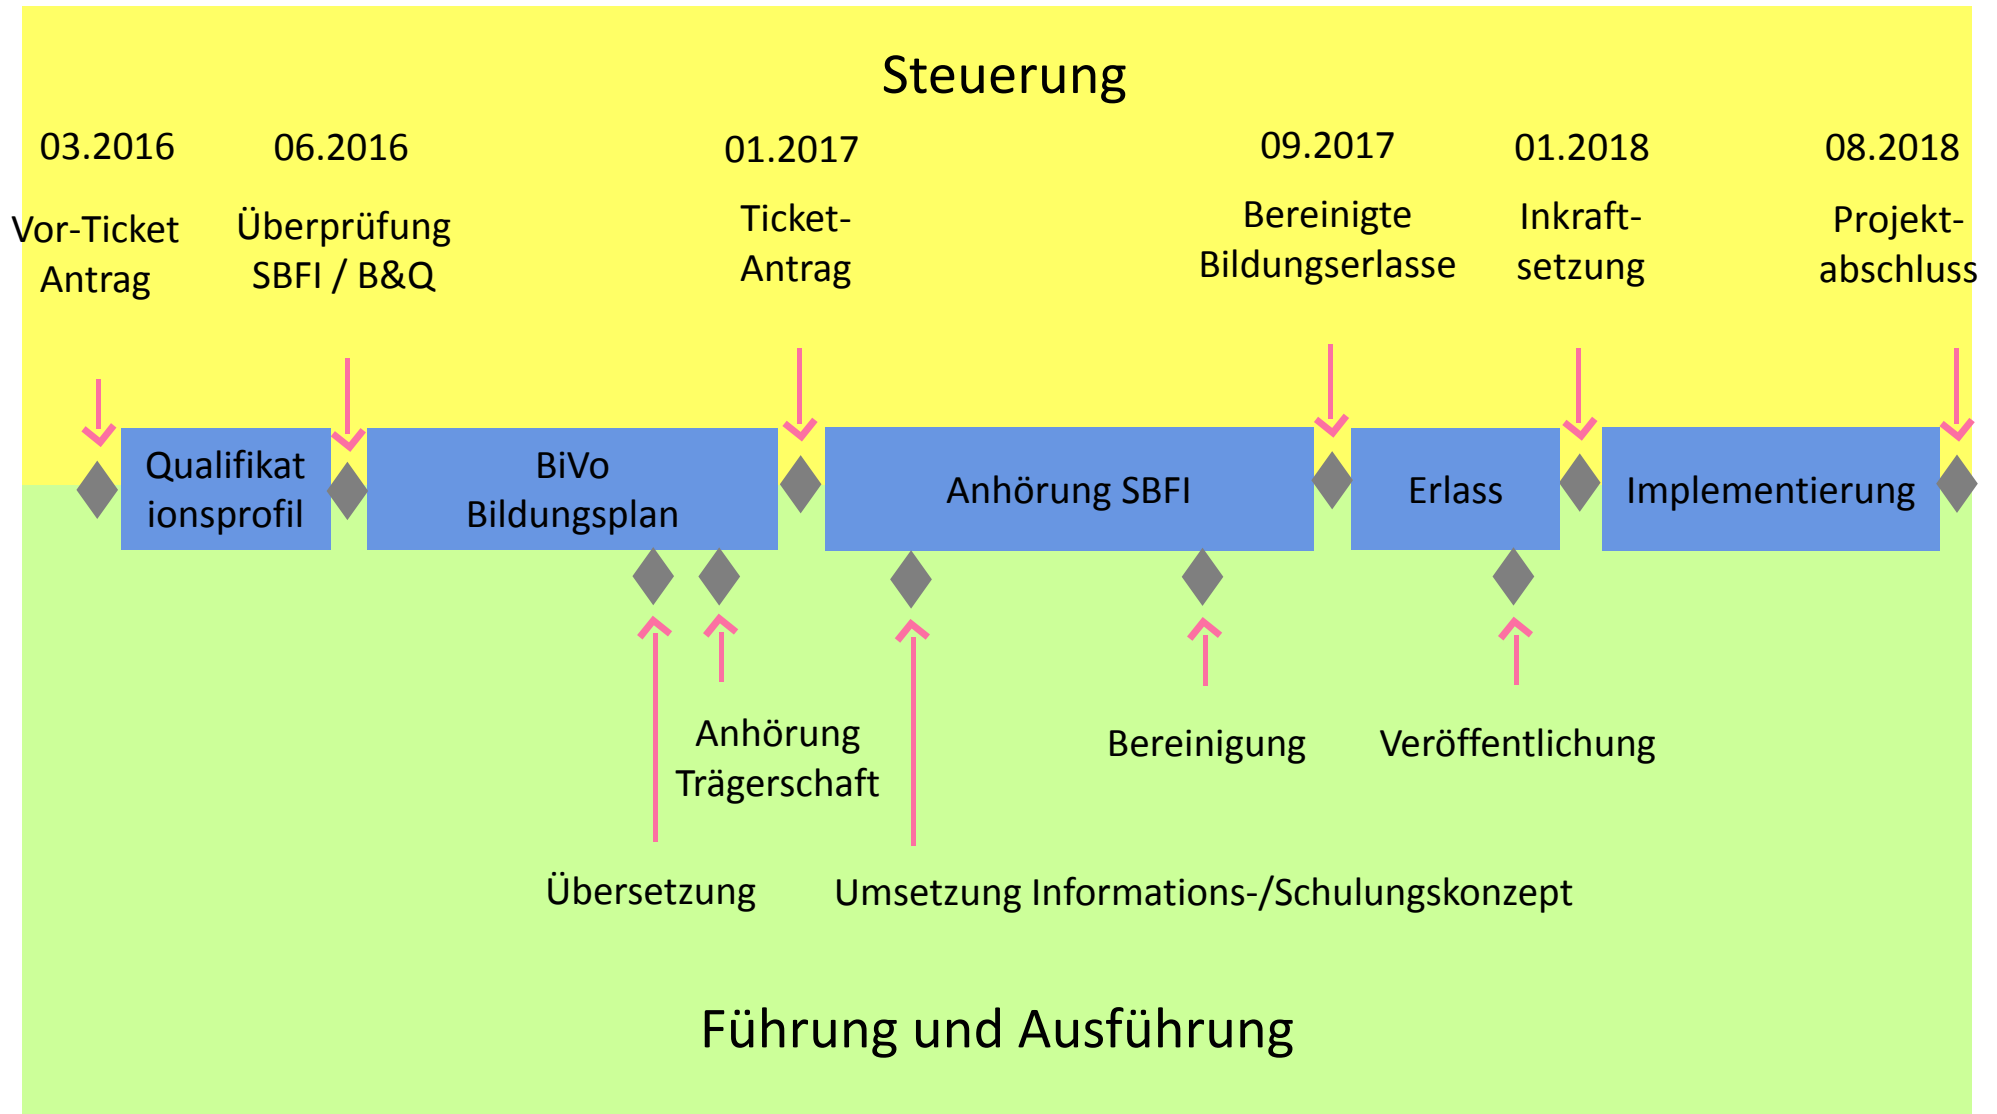 Steuerung
03.2016
06.2016
01.2017
09.2017
01.2018
08.2018
Vor-Ticket
Antrag
Überprüfung
SBFI / B&Q
Ticket-
Antrag
Bereinigte
Bildungserlasse
Inkraft-
setzung
Projekt-
abschluss
Qualifikat
ionsprofil
BiVo
Bildungsplan
Anhörung SBFI
Erlass
Implementierung
Anhörung
Trägerschaft
Bereinigung
Veröffentlichung
Übersetzung
Umsetzung Informations-/Schulungskonzept
Führung und Ausführung